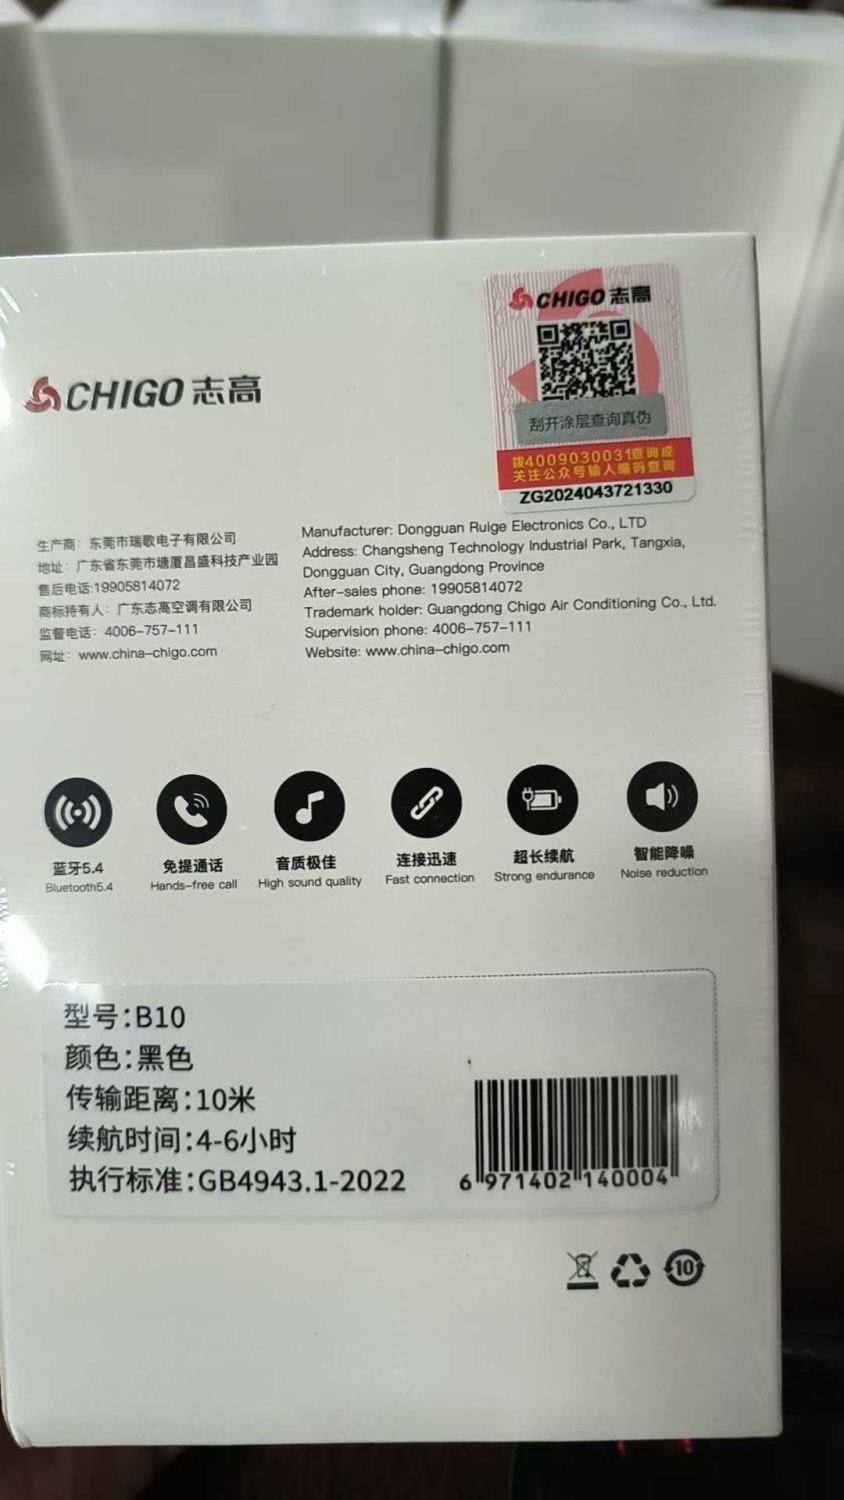 CHIGO 志高
刮开涂层查询真伪
拨4009030031查询或
关注公众号输入编码查询
ZG2024043721330
CHIGO 志高
生产商：东莞市瑞歌电子有限公司
地址：广东省东莞市塘厦昌盛科技产业园
售后电话:19905814072
商标持有人：广东志高空调有限公司
监督电话：4006-757-111
网址：www.china-chigo.com
Manufacturer: Dongguan Ruige Electronics Co., LTD
Address: Changsheng Technology Industrial Park, Tangxia,
Dongguan City, Guangdong Province
After-sales phone: 19905814072
Trademark holder: Guangdong Chigo Air Conditioning Co., Ltd.
Supervision phone: 4006-757-111
Website: www.china-chigo.com
蓝牙5.4
Bluetooth5.4
免提通话
Hands-free call
音质极佳
High sound quality
连接迅速
Fast connection
超长续航
Strong endurance
智能降噪
Noise reduction
型号:B10
颜色:黑色
传输距离:10米
续航时间:4-6小时
执行标准:GB4943.1-2022
6 971402 140004
10